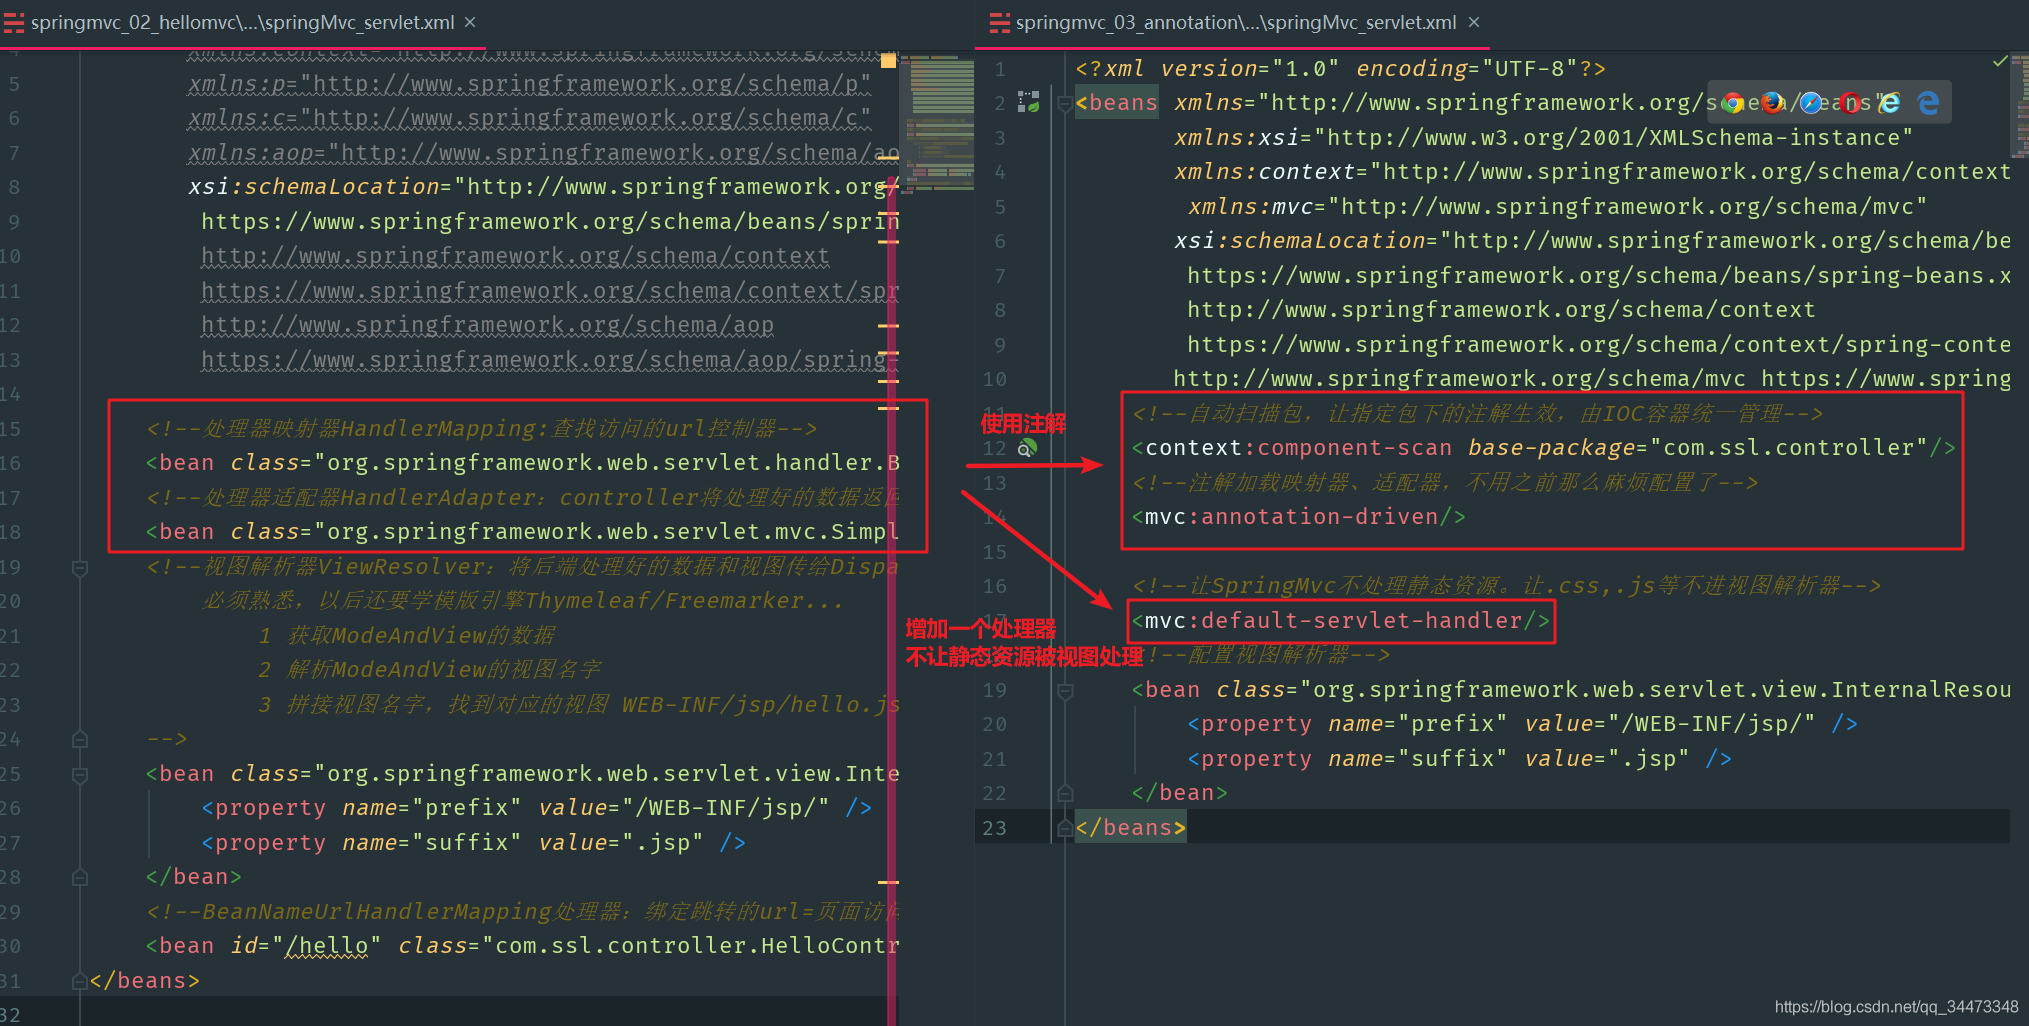 springmvc_02_hellomvc\...\springMvc_servlet.xml ×
5 xmlns:p="http://www.springframework.org/schema/p"
6 xmlns:c="http://www.springframework.org/schema/c"
7 xmlns:aop="http://www.springframework.org/schema/ao
8 xsi:schemaLocation="http://www.springframework.org/
9 https://www.springframework.org/schema/beans/sprin
10 http://www.springframework.org/schema/context
11 https://www.springframework.org/schema/context/spr
12 http://www.springframework.org/schema/aop
13 https://www.springframework.org/schema/aop/spring-
14
15 <!--处理器映射器HandlerMapping:查找访问的url控制器-->
16 <bean class="org.springframework.web.servlet.handler.B
17 <!--处理器适配器HandlerAdapter：controller将处理好的数据返回
18 <bean class="org.springframework.web.servlet.mvc.Simpl
19 <!--视图解析器ViewResolver：将后端处理好的数据和视图传给Dispa
20 必须熟悉，以后还要学模版引擎Thymeleaf/Freemarker...
21 1 获取ModeAndView的数据
22 2 解析ModeAndView的视图名字
23 3 拼接视图名字，找到对应的视图 WEB-INF/jsp/hello.js
24 -->
25 <bean class="org.springframework.web.servlet.view.Inte
26 <property name="prefix" value="/WEB-INF/jsp/" />
27 <property name="suffix" value=".jsp" />
28 </bean>
29 <!--BeanNameUrlHandlerMapping处理器：绑定跳转的url=页面访问
30 <bean id="/hello" class="com.ssl.controller.HelloContr
31 </beans>
32
使用注解
增加一个处理器
不让静态资源被视图处理
springmvc_03_annotation\...\springMvc_servlet.xml ×
1 <?xml version="1.0" encoding="UTF-8"?>
2 <beans xmlns="http://www.springframework.org/schema/beans"
3 xmlns:xsi="http://www.w3.org/2001/XMLSchema-instance"
4 xmlns:context="http://www.springframework.org/schema/context
5 xmlns:mvc="http://www.springframework.org/schema/mvc"
6 xsi:schemaLocation="http://www.springframework.org/schema/be
7 https://www.springframework.org/schema/beans/spring-beans.x
8 http://www.springframework.org/schema/context
9 https://www.springframework.org/schema/context/spring-conte
10 http://www.springframework.org/schema/mvc https://www.spring
11 <!--自动扫描包，让指定包下的注解生效，由IOC容器统一管理-->
12 <context:component-scan base-package="com.ssl.controller"/>
13 <!--注解加载映射器、适配器，不用之前那么麻烦配置了-->
14 <mvc:annotation-driven/>
15
16 <!--让SpringMvc不处理静态资源。让.css,.js等不进视图解析器-->
17 <mvc:default-servlet-handler/>
<!--配置视图解析器-->
19 <bean class="org.springframework.web.servlet.view.InternalResou
20 <property name="prefix" value="/WEB-INF/jsp/" />
21 <property name="suffix" value=".jsp" />
22 </bean>
23 </beans>
https://blog.csdn.net/qq_34473348